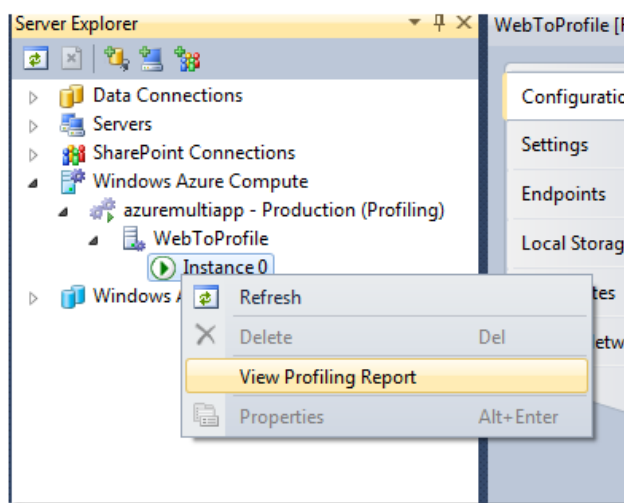 Server Explorer
WebToProfile [
Data Connections
Servers
SharePoint Connections
Windows Azure Compute
azuremultiapp - Production (Profiling)
WebToProfile
Instance 0
Windows
Refresh
Delete Del
View Profiling Report
Properties Alt+Enter
Configuratio
Settings
Endpoints
Local Storag
tes
etw